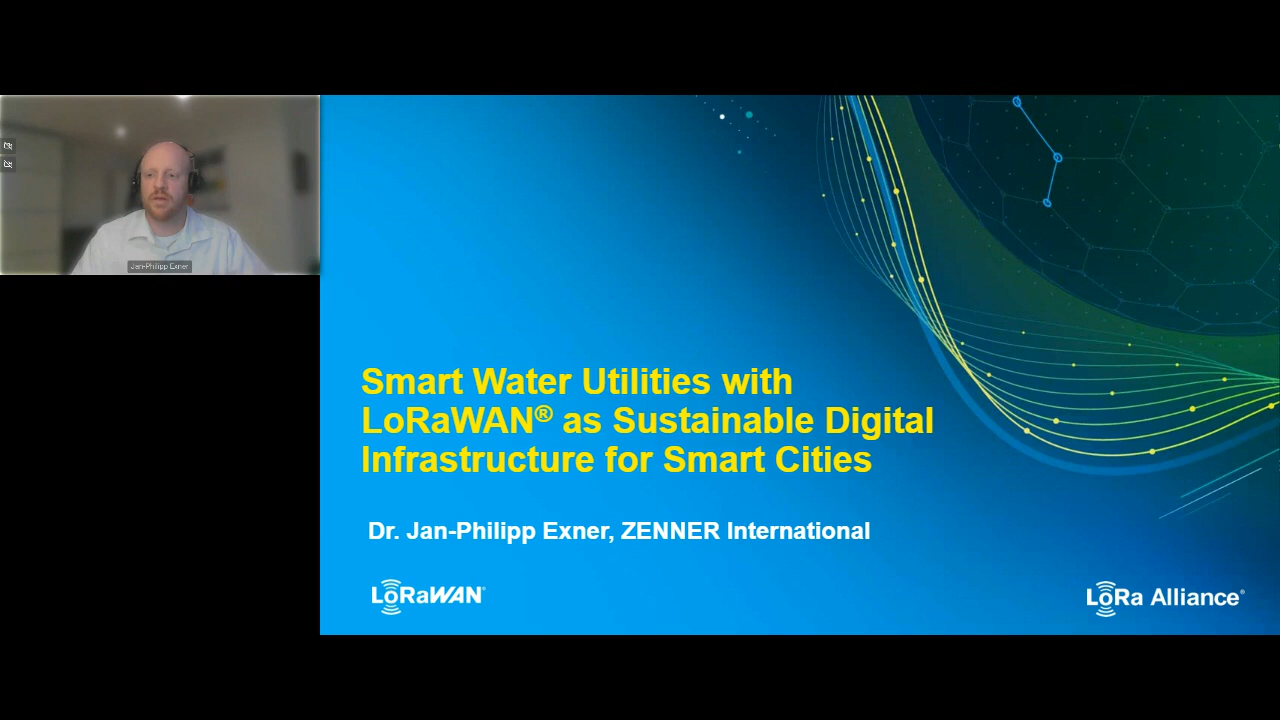 Jan-Philipp Exner
Smart Water Utilities with
LoRaWAN® as Sustainable Digital
Infrastructure for Smart Cities
Dr. Jan-Philipp Exner, ZENNER International
LoRaWAN®
LoRa Alliance®